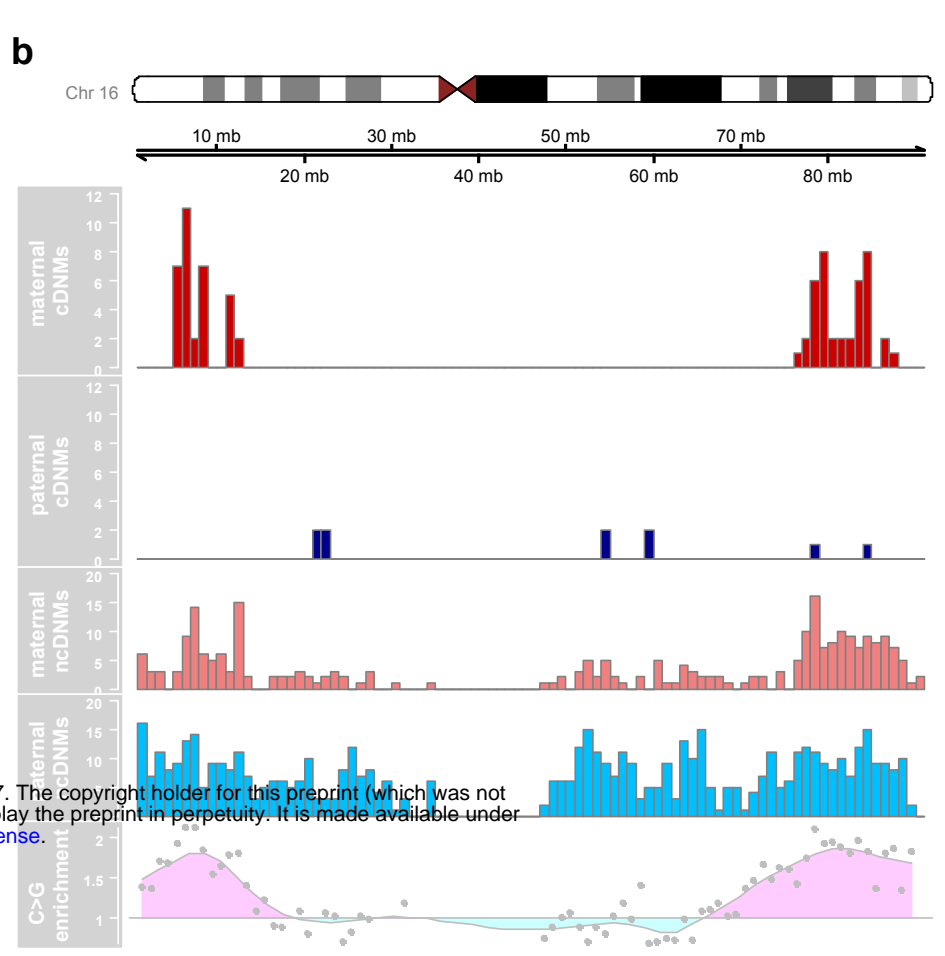 b
Chr 16
10 mb 30 mb 50 mb 70 mb
20 mb 40 mb 60 mb 80 mb
maternal
cDNMs
12
10
8
6
4
2
0
paternal
cDNMs
12
10
8
6
4
2
0
maternal
ncDNMs
20
15
10
5
0
20
15
10
7. The copyright holder for this preprint (which was not
lay the preprint in perpetuity. It is made available under
ense.
C>G
enrichment
2
1.5
1